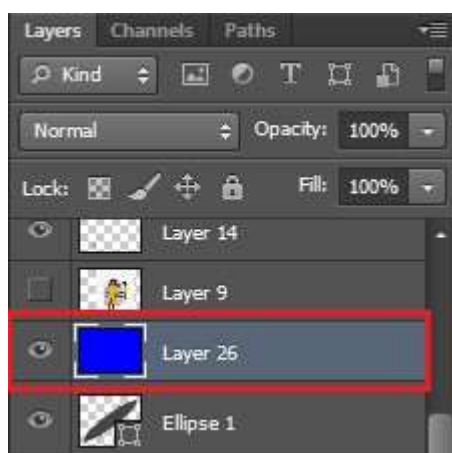 Layers Channels Paths
Kind T
Normal Opacity: 100%
Lock: Fill: 100%
Layer 14
Layer 9
Layer 26
Ellipse 1